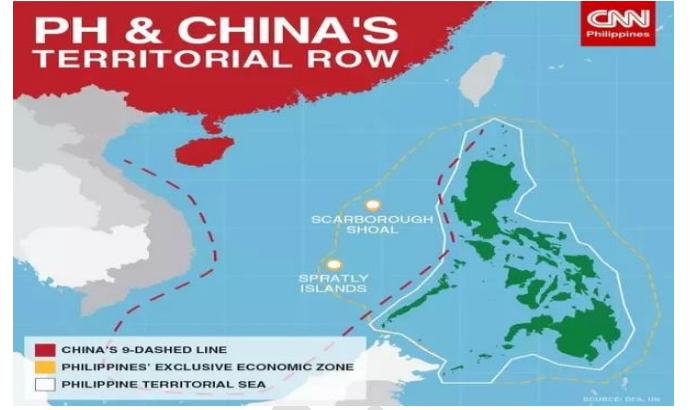 PH & CHINA'S
TERRITORIAL ROW
CNN
Philippines
SCARBOROUGH
SHOAL
SPRATLY
ISLANDS
CHINA'S 9-DASHED LINE
PHILIPPINES' EXCLUSIVE ECONOMIC ZONE
PHILIPPINE TERRITORIAL SEA
SOURCE: DFA, UN